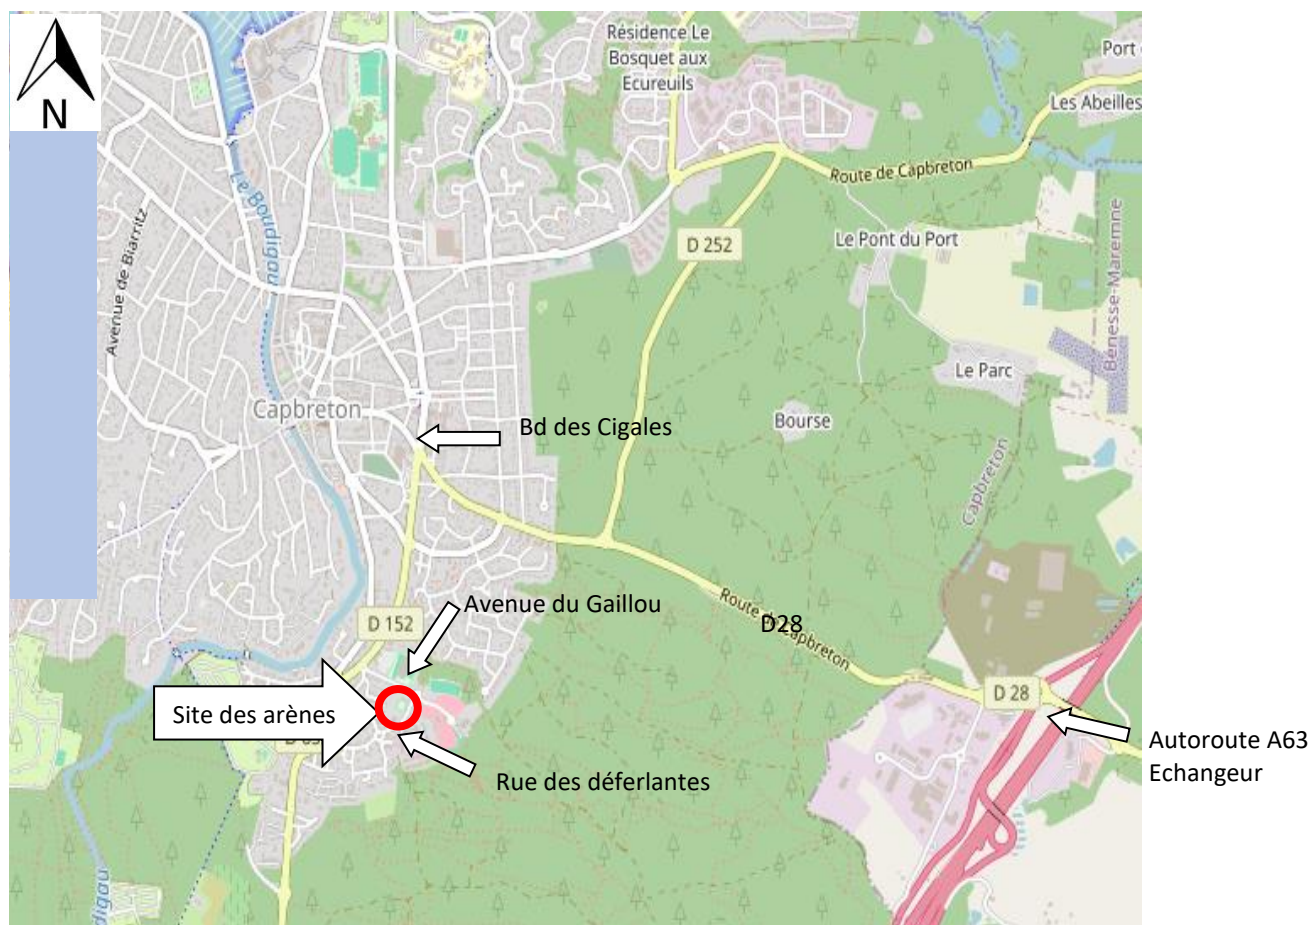 N
Résidence Le
Bosquet aux
Ecureuils
Port
Les Abeilles
Route de Capbreton
La Boudigau
Avenue de Biarritz
D 252
Le Pont du Port
Bénesse-Maremne
Le Parc
Capbreton
Bd des Cigales
Bourse
Capbreton
Avenue du Gaillou
D 152
Route de Capbreton
D28
Site des arènes
D 28
Autoroute A63
Echangeur
Rue des déferlantes
digau